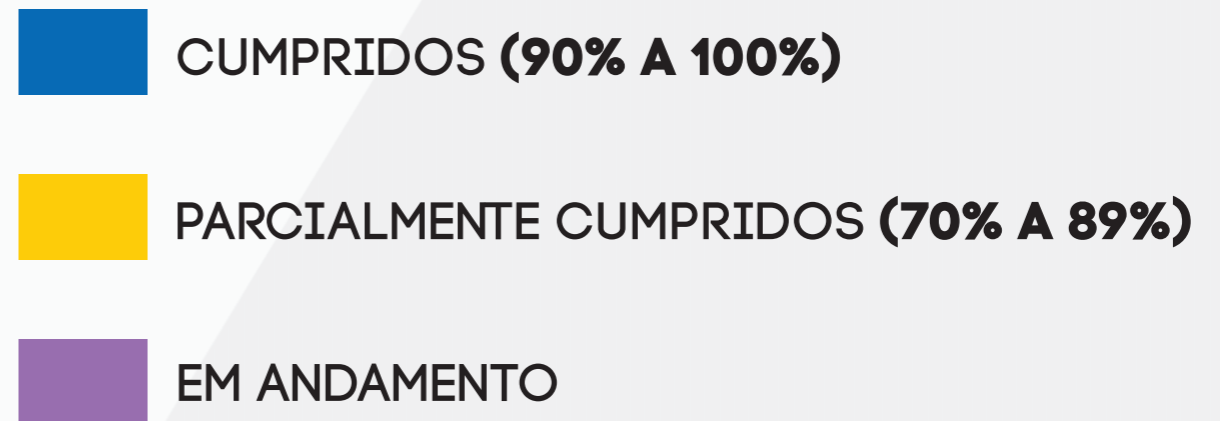 CUMPRIDOS (90% A 100%)
PARCIALMENTE CUMPRIDOS (70% A 89%)
EM ANDAMENTO